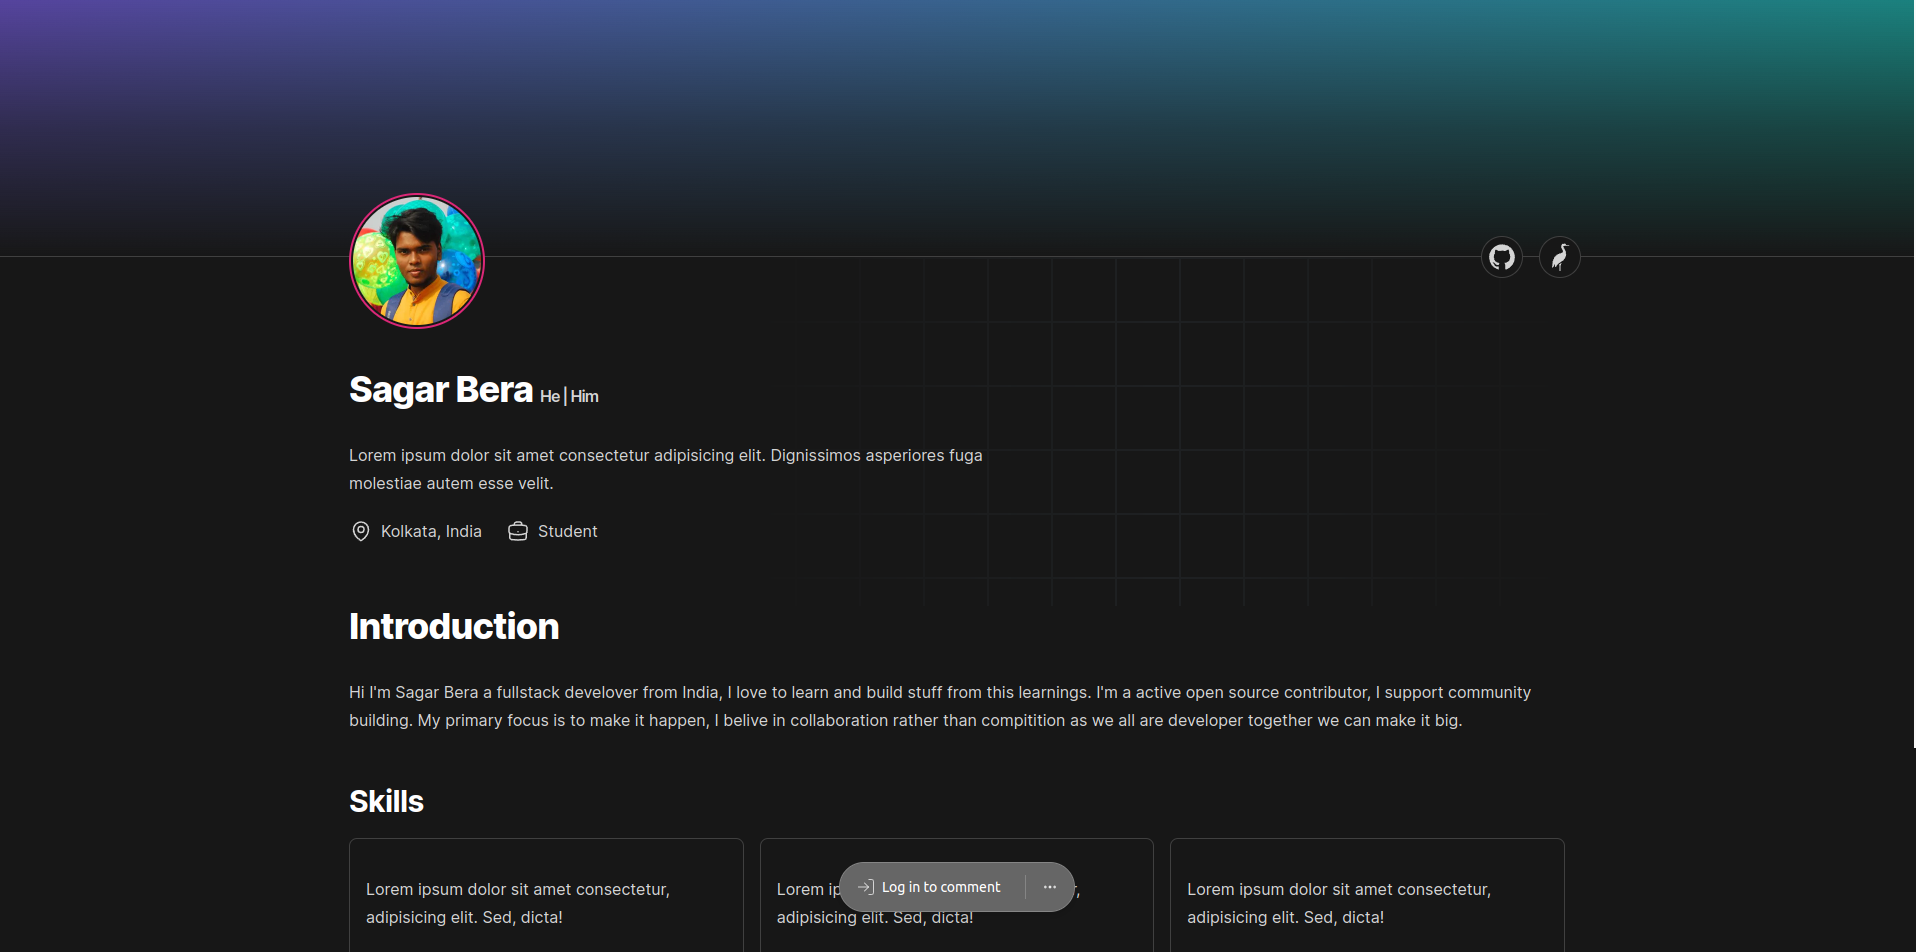 Sagar Bera He | Him
Lorem ipsum dolor sit amet consectetur adipisicing elit. Dignissimos asperiores fuga
molestiae autem esse velit.
Kolkata, India Student
Introduction
Hi I'm Sagar Bera a fullstack develover from India, I love to learn and build stuff from this learnings. I'm a active open source contributor, I support community
building. My primary focus is to make it happen, I belive in collaboration rather than compitition as we all are developer together we can make it big.
Skills
Lorem ipsum dolor sit amet consectetur,
adipisicing elit. Sed, dicta!
Lorem
adipisicing elit. Sed, dicta!
Log in to comment
Lorem ipsum dolor sit amet consectetur,
adipisicing elit. Sed, dicta!